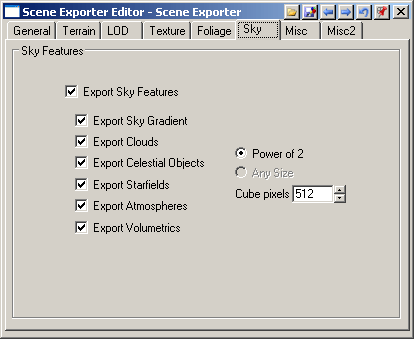 Scene Exporter Editor - Scene Exporter
General Terrain LOD Texture Foliage Sky Misc Misc2
Sky Features
Export Sky Features
Export Sky Gradient
Export Clouds
Export Celestial Objects
Export Starfields
Export Atmospheres
Export Volumetrics
Power of 2
Any Size
Cube pixels 512